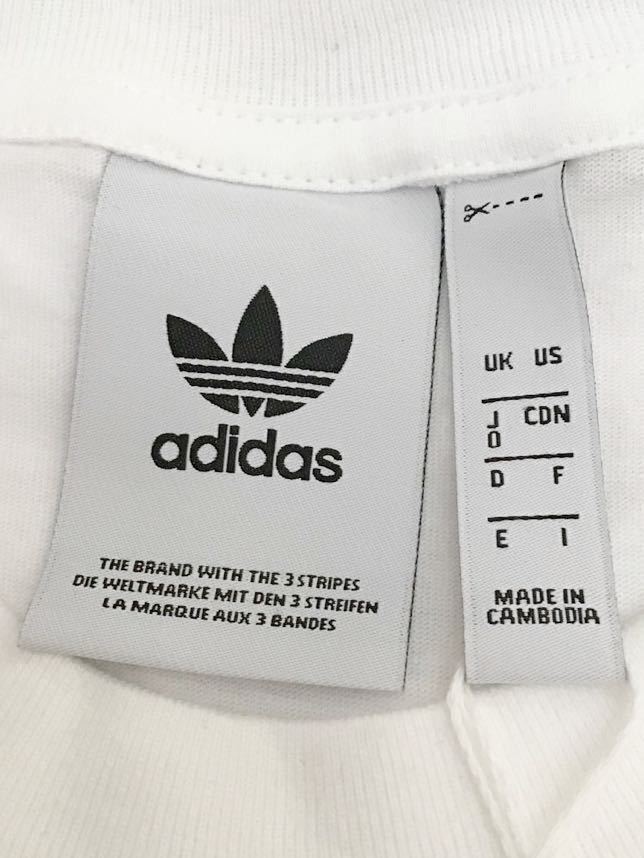 adidas
THE BRAND WITH THE 3 STRIPES
DIE WELTMARKE MIT DEN 3 STREIFEN
LA MARQUE AUX 3 BANDES
UK US
J CDN
O
D F
E I
MADE IN
CAMBODIA